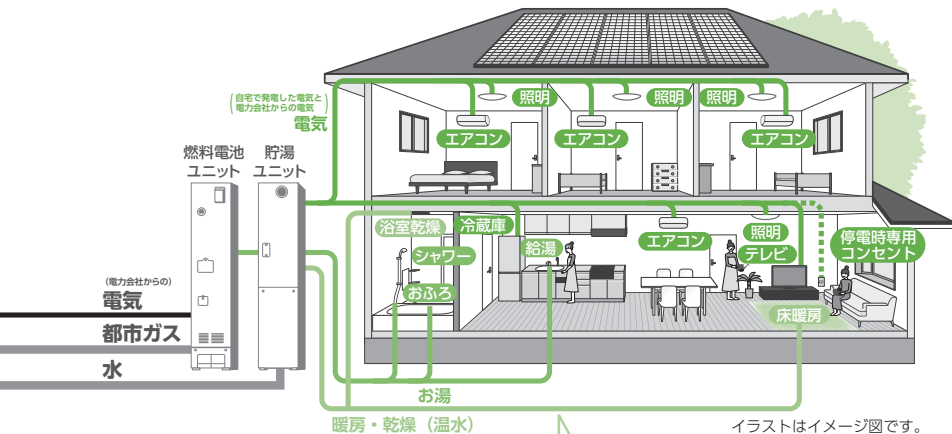 自宅で発電した電気と
電力会社からの電気
電気
照明
照明
照明
エアコン
エアコン
エアコン
燃料電池
ユニット
貯湯
ユニット
浴室乾燥
冷蔵庫
シャワー
給湯
おふろ
エアコン
照明
テレビ
停電時専用
コンセント
床暖房
(電力会社からの)
電気
都市ガス
水
お湯
暖房・乾燥（温水）
イラストはイメージ図です。